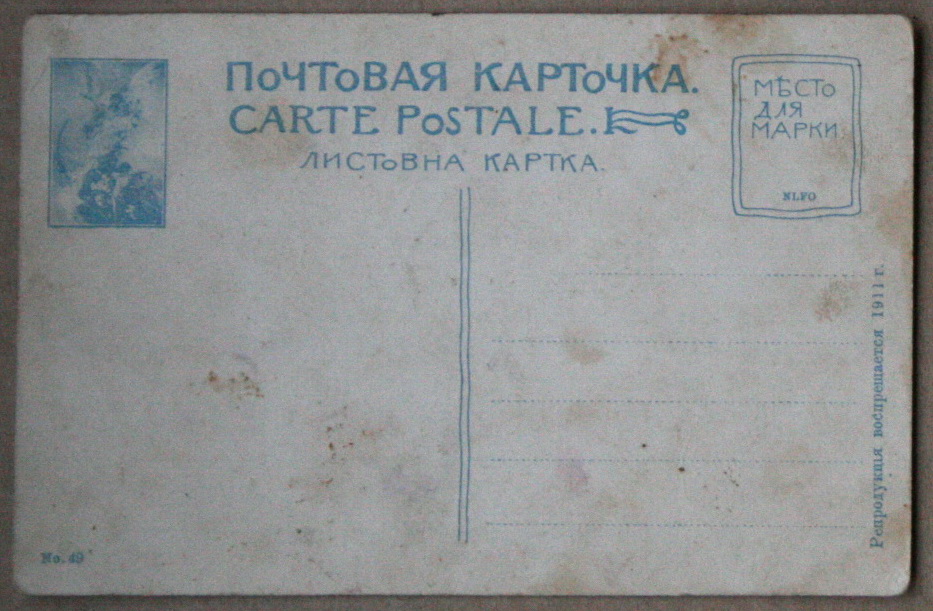 ПОЧТОВАЯ КАРТОЧКА.
CARTE POSTALE.
ЛИСТОВНА КАРТКА.
МѢСТО
ДЛЯ
МАРКИ
NLFO
Репродукція воспрещается 1911 г.
No. 49